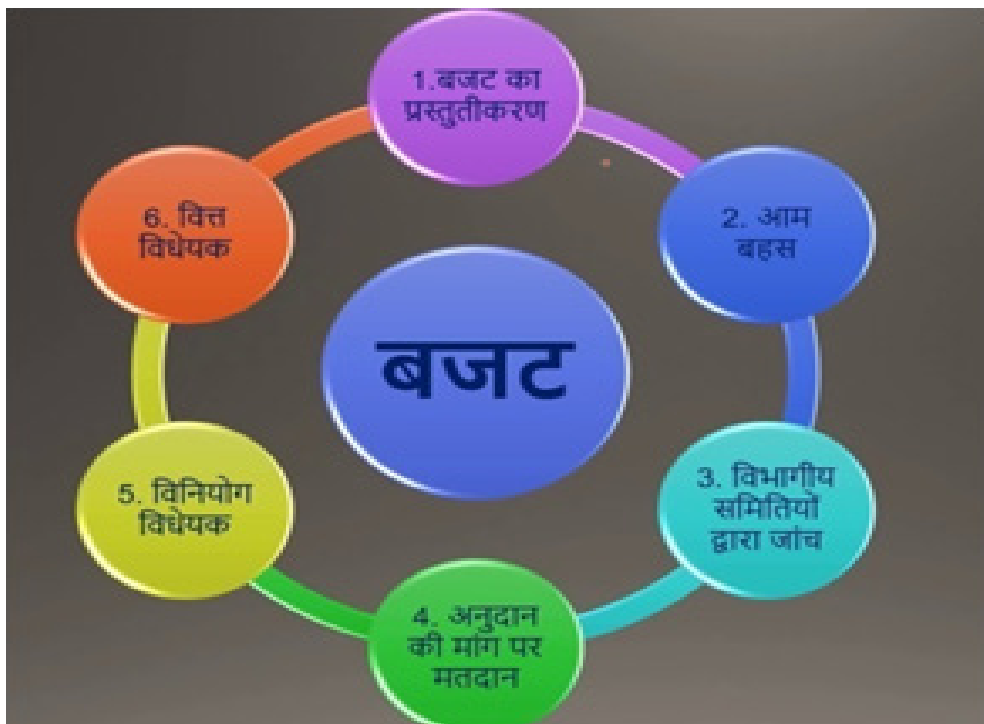 1.बजट का
प्रस्तुतीकरण
2. आम
बहस
3. विभागीय
समितियों
द्वारा जांच
4. अनुदान
की मांग पर
मतदान
5. विनियोग
विधेयक
6. वित्त
विधेयक
बजट